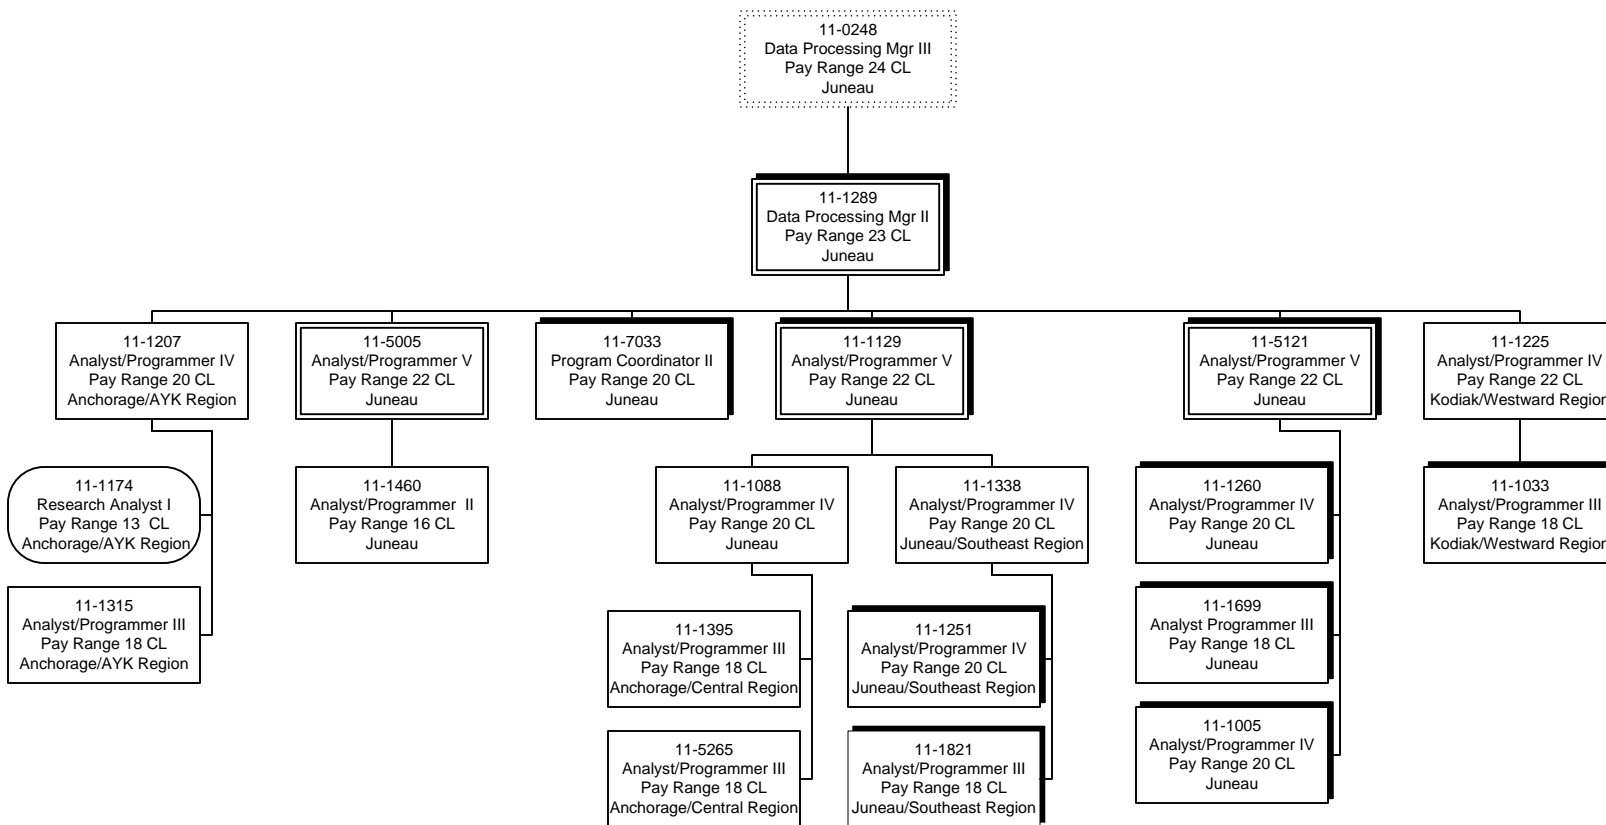 11-0248
Data Processing Mgr III
Pay Range 24 CL
Juneau
11-1289
Data Processing Mgr II
Pay Range 23 CL
Juneau
11-1207
Analyst/Programmer IV
Pay Range 20 CL
Anchorage/AYK Region
11-5005
Analyst/Programmer V
Pay Range 22 CL
Juneau
11-7033
Program Coordinator II
Pay Range 20 CL
Juneau
11-1129
Analyst/Programmer V
Pay Range 22 CL
Juneau
11-5121
Analyst/Programmer V
Pay Range 22 CL
Juneau
11-1225
Analyst/Programmer IV
Pay Range 22 CL
Kodiak/Westward Region
11-1174
Research Analyst I
Pay Range 13  CL
Anchorage/AYK Region
11-1460
Analyst/Programmer  II
Pay Range 16 CL
Juneau
11-1088
Analyst/Programmer IV
Pay Range 20 CL
Juneau
11-1338
Analyst/Programmer IV
Pay Range 20 CL
Juneau/Southeast Region
11-1260
Analyst/Programmer IV
Pay Range 20 CL
Juneau
11-1033
Analyst/Programmer III
Pay Range 18 CL
Kodiak/Westward Region
11-1315
Analyst/Programmer III
Pay Range 18 CL
Anchorage/AYK Region
11-1395
Analyst/Programmer III
Pay Range 18 CL
Anchorage/Central Region
11-1251
Analyst/Programmer IV
Pay Range 20 CL
Juneau/Southeast Region
11-1699
Analyst Programmer III
Pay Range 18 CL
Juneau
11-5265
Analyst/Programmer III
Pay Range 18 CL
Anchorage/Central Region
11-1821
Analyst/Programmer III
Pay Range 18 CL
Juneau/Southeast Region
11-1005
Analyst/Programmer IV
Pay Range 20 CL
Juneau